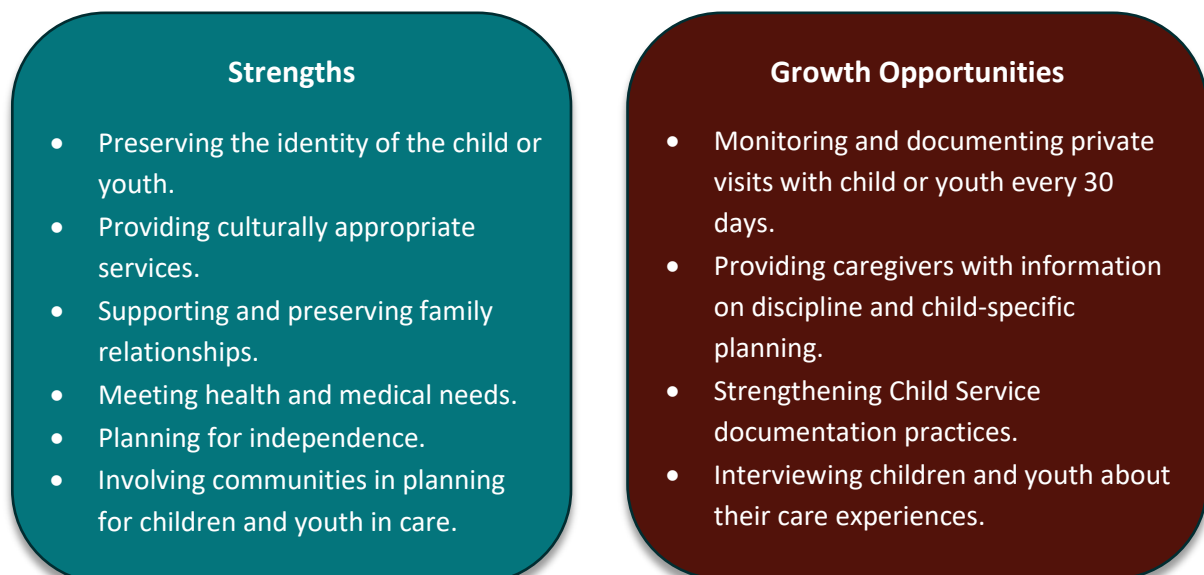 Strengths
• Preserving the identity of the child or
youth.
• Providing culturally appropriate
services.
• Supporting and preserving family
relationships.
• Meeting health and medical needs.
• Planning for independence.
• Involving communities in planning
for children and youth in care.
Growth Opportunities
• Monitoring and documenting private
visits with child or youth every 30
days.
• Providing caregivers with information
on discipline and child-specific
planning.
• Strengthening Child Service
documentation practices.
• Interviewing children and youth about
their care experiences.